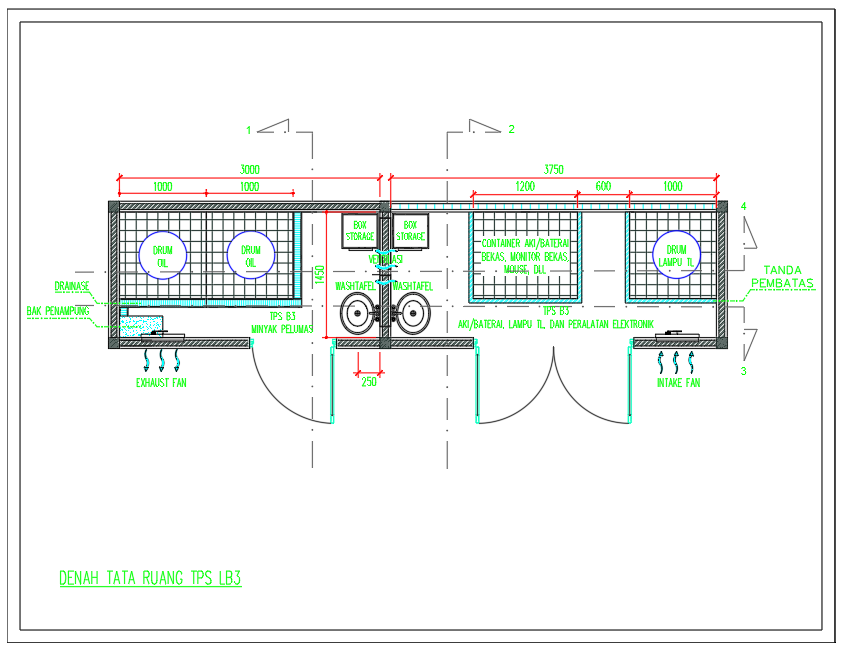 1
2
3000
3750
1000
1000
1200
600
1000
4
BOX
STORAGE
BOX
STORAGE
DRUM
OIL
DRUM
OIL
CONTAINER AKI/BATERAI
BEKAS, MONITOR BEKAS,
MOUSE, DLL
DRUM
LAMPU TL
VENTILASI
1450
TANDA
PEMBATAS
DRAINASE
WASHTAFEL
WASHTAFEL
BAK PENAMPUNG
TPS B3
MINYAK PELUMAS
TPS B3
AKI/BATERAI, LAMPU TL, DAN PERALATAN ELEKTRONIK
3
EXHAUST FAN
250
INTAKE FAN
DENAH TATA RUANG TPS LB3